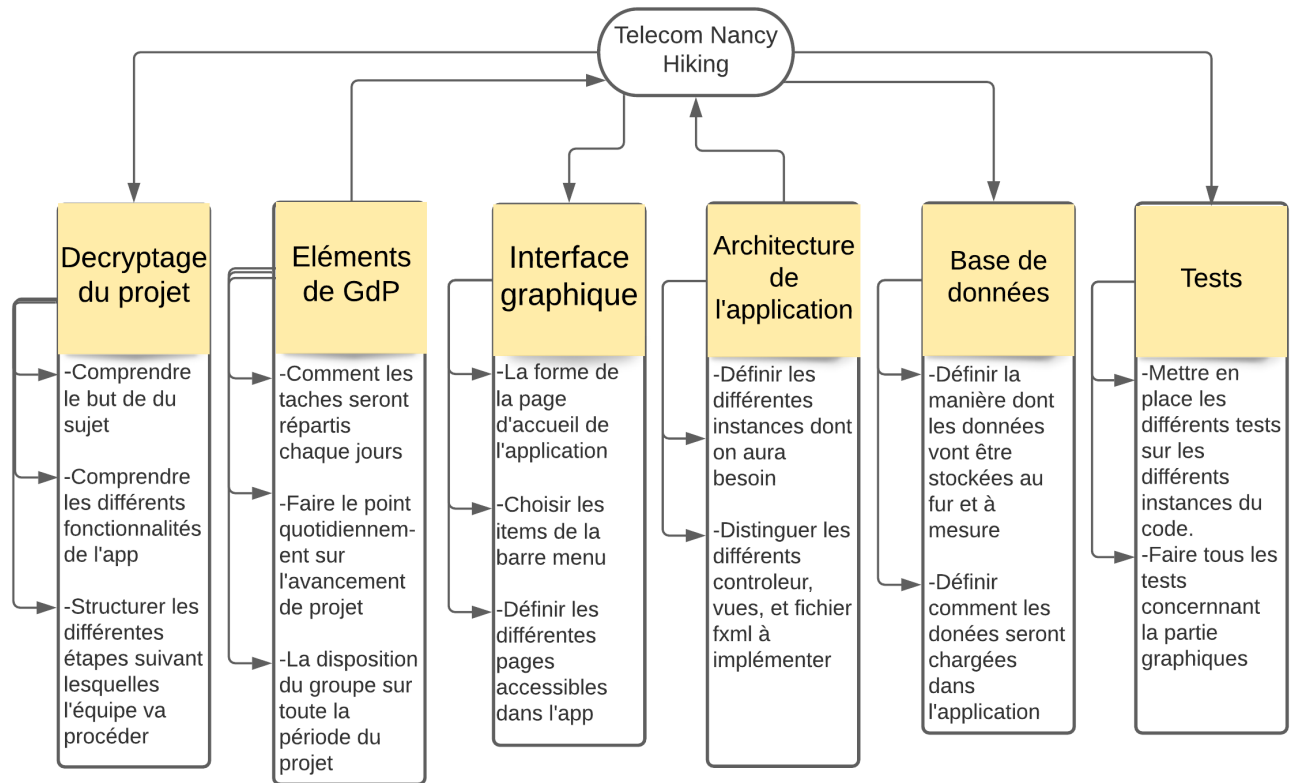 Telecom Nancy
Hiking
Decryptage
du projet
-Comprendre
le but de du
sujet
-Comprendre
les différents
fonctionnalités
de l'app
-Structurer les
différentes
étapes suivant
lesquelles
l'équipe va
procéder
Eléments
de GdP
-Comment les
taches seront
répartis
chaque jours
-Faire le point
quotidiennem-
ent sur
l'avancement
de projet
-La disposition
du groupe sur
toute la
période du
projet
Interface
graphique
-La forme de
la page
d'accueil de
l'application
-Choisir les
items de la
barre menu
-Définir les
différentes
pages
accessibles
dans l'app
Architecture
de
l'application
-Définir les
différentes
instances dont
on aura
besoin
-Distinguer les
différents
controleur,
vues, et fichier
fxml à
implémenter
Base de
données
-Définir la
manière dont
les données
vont être
stockées au
fur et à
mesure
-Définir
comment les
donées seront
chargées
dans
l'application
Tests
-Mettre en
place les
différents tests
sur les
différents
instances du
code.
-Faire tous les
tests
concernnant
la partie
graphiques